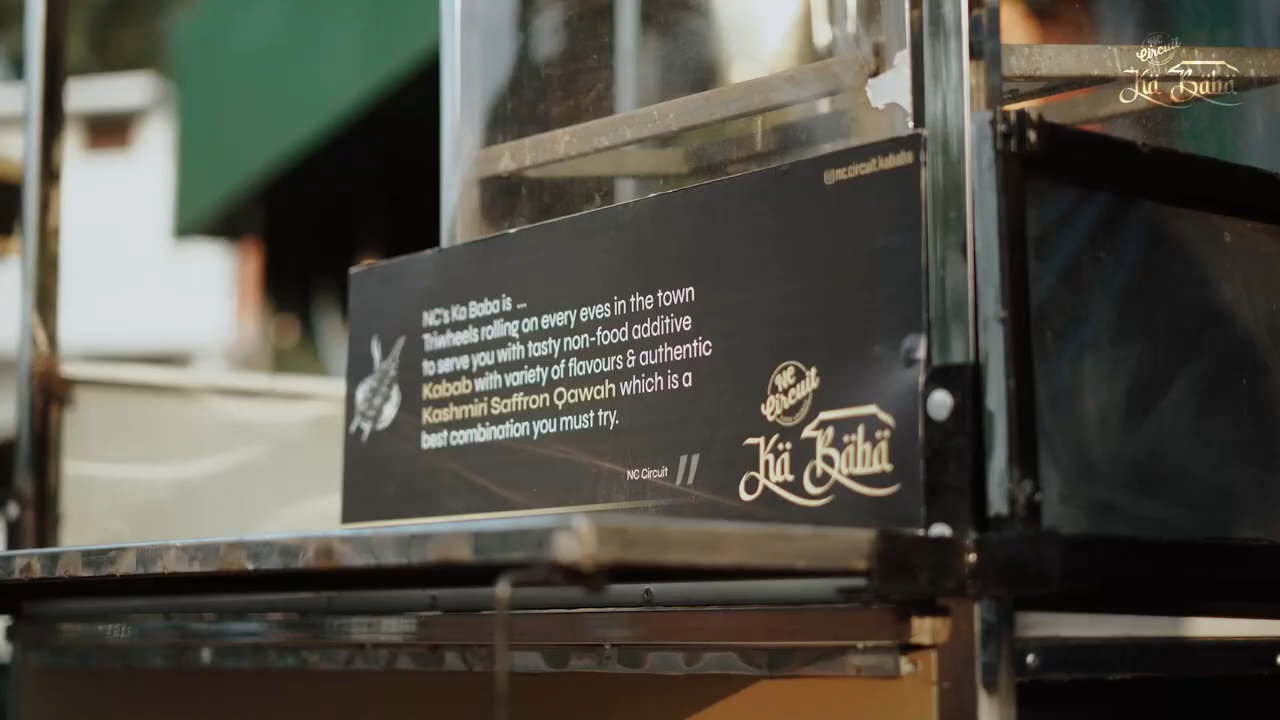 NC
Circuit
Kä Bäbä
@nc.circuit.kababa
NC's Ka Baba is ...
Triwheels rolling on every eyes in the town
to serve you with tasty non-food additive
Kabab with variety of flavours & authentic
Kashmiri Saffron Qawah which is a
best combination you must try.
NC Circuit
NC
Circuit
Kä Bäbä